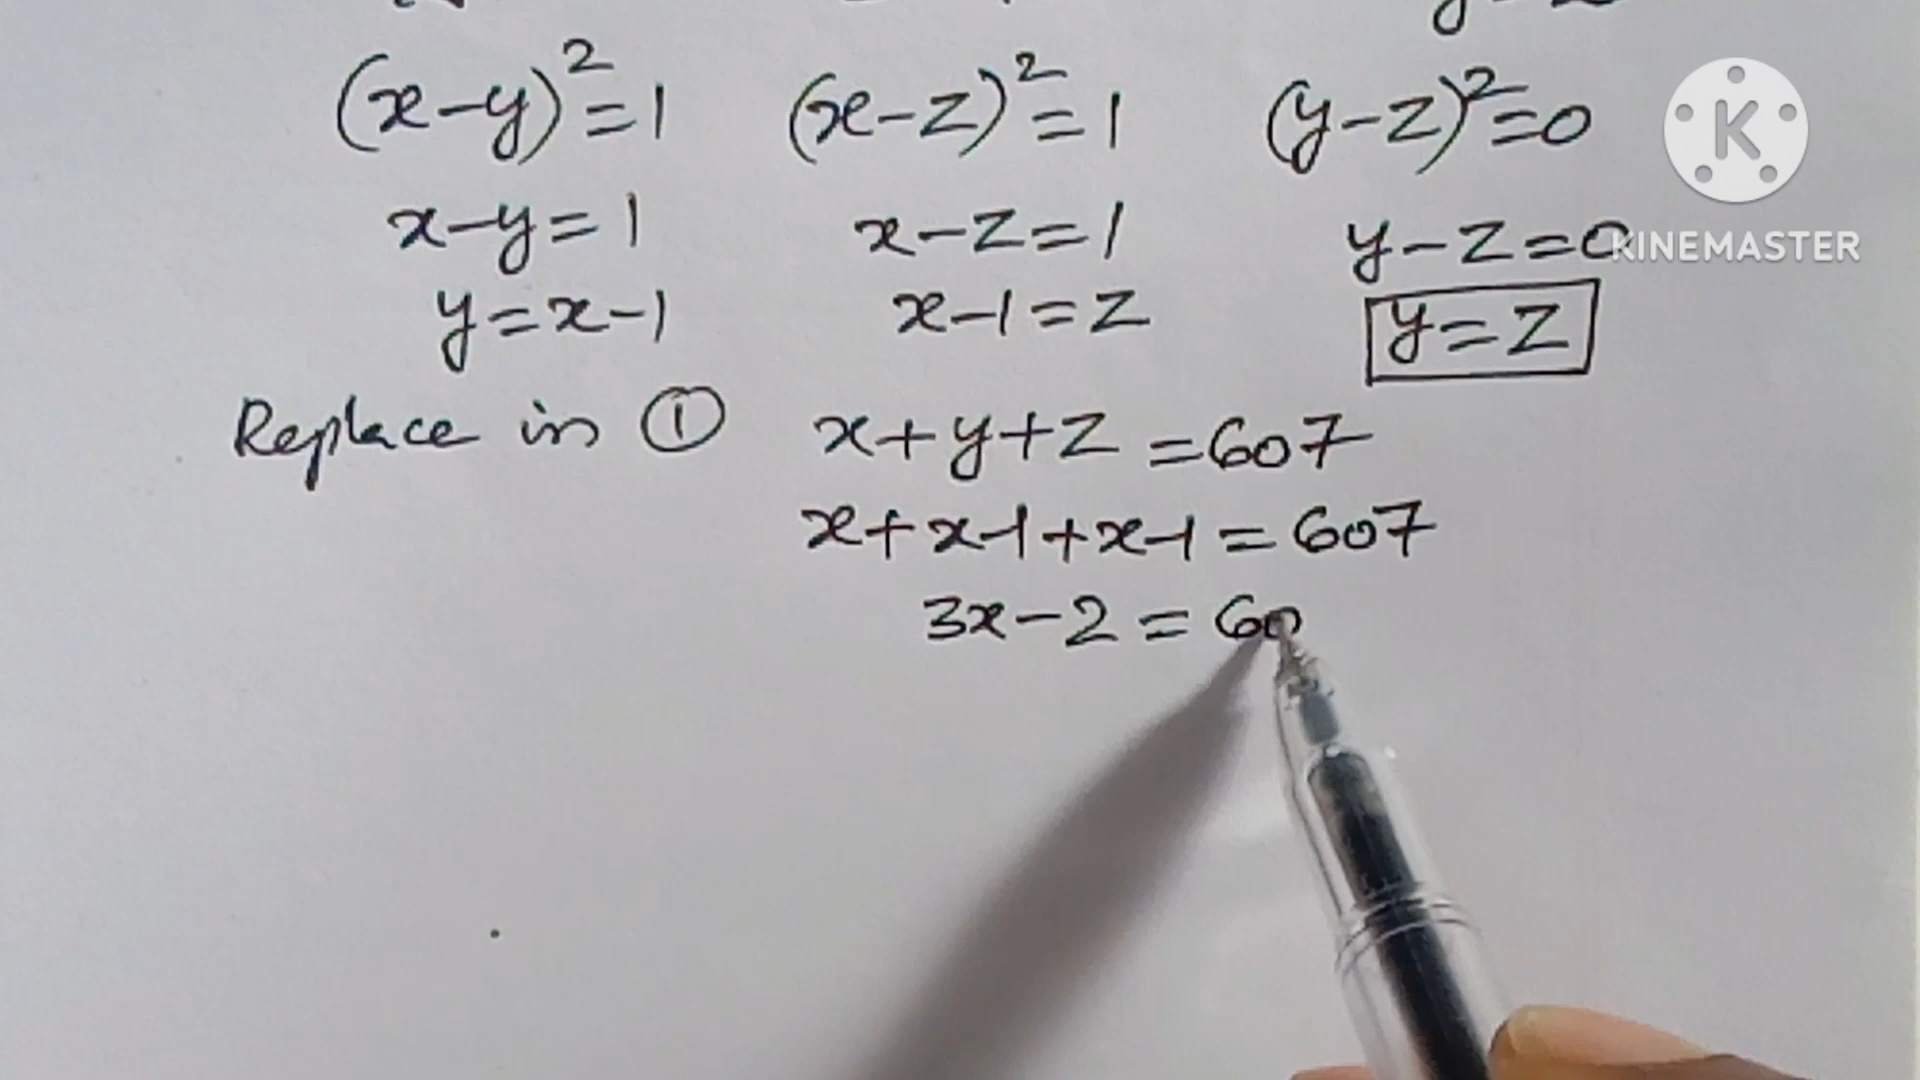 (x-y)²=1 (x-z)²=1 (y-z)²=0
x-y=1 x-z=1 y-z=0
y=x-1 x-1=z y=z
Replace in ① x+y+z=607
x+x-1+x-1=607
3x-2=60
K
KINEMASTER